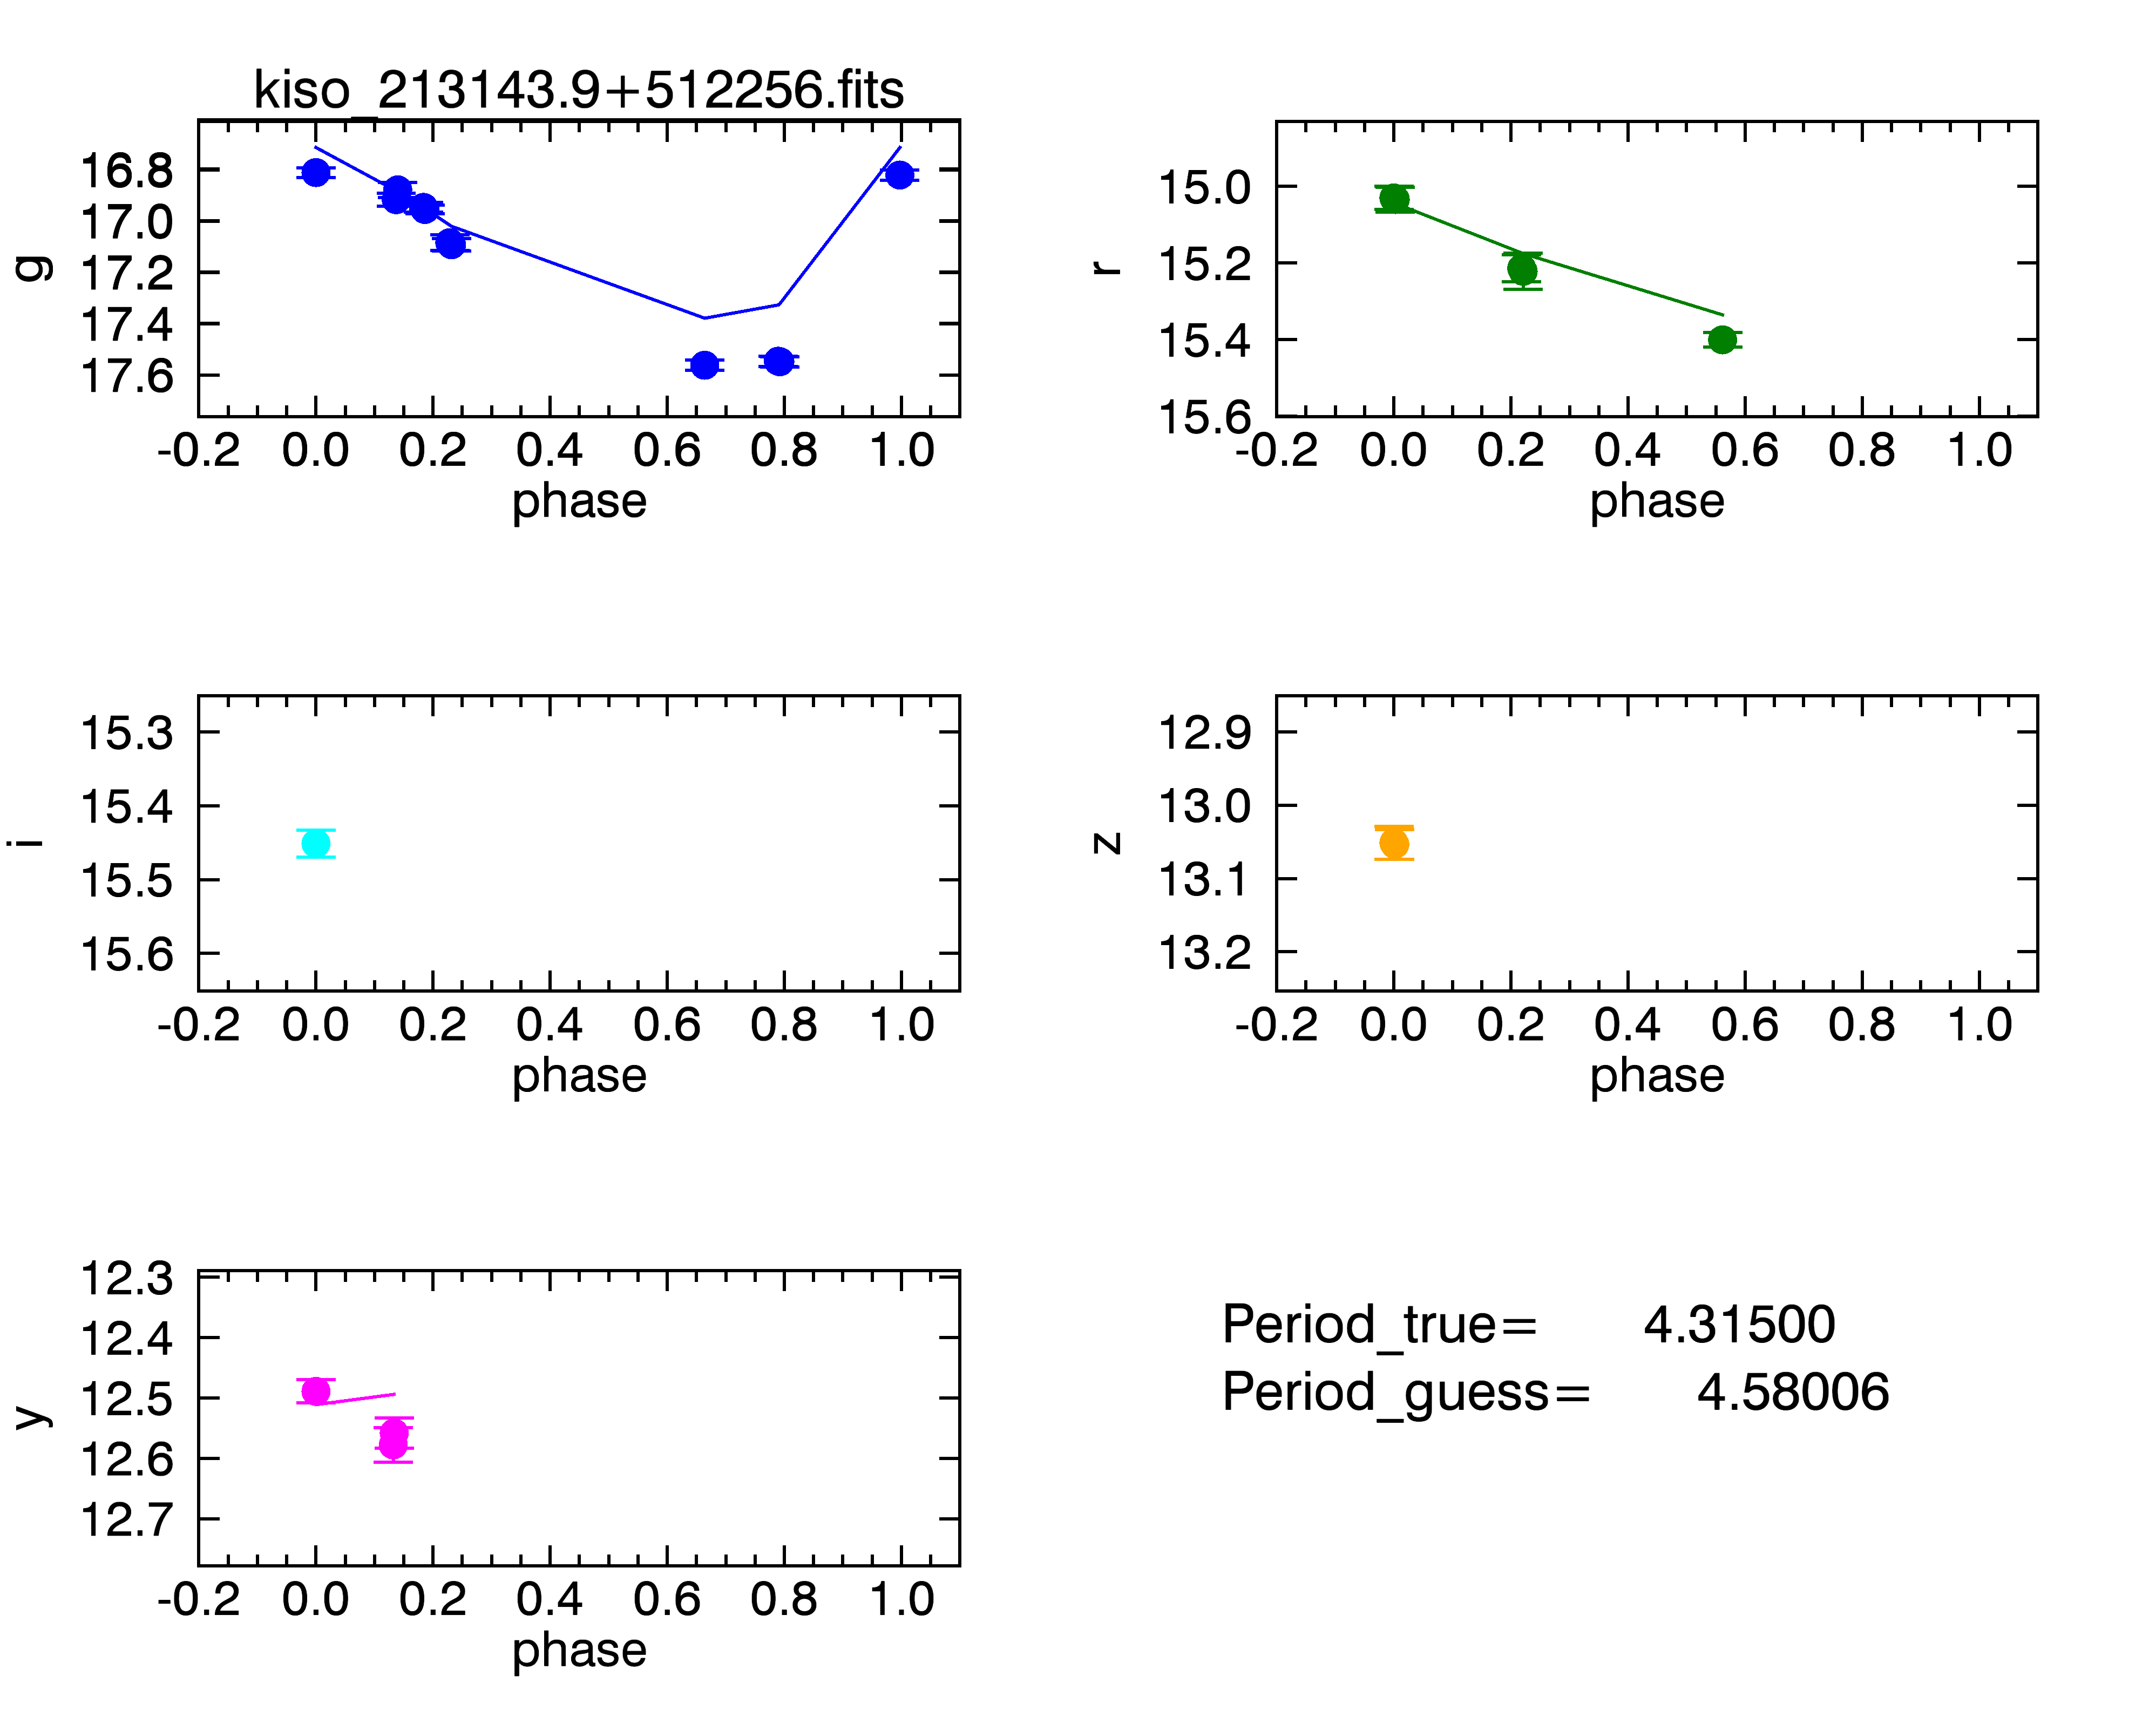 kiso_213143.9+512256.fits
g
16.8
17.0
17.2
17.4
17.6
-0.2 0.0 0.2 0.4 0.6 0.8 1.0
phase
r
15.0
15.2
15.4
15.6
-0.2 0.0 0.2 0.4 0.6 0.8 1.0
phase
i
15.3
15.4
15.5
15.6
-0.2 0.0 0.2 0.4 0.6 0.8 1.0
phase
z
12.9
13.0
13.1
13.2
-0.2 0.0 0.2 0.4 0.6 0.8 1.0
phase
y
12.3
12.4
12.5
12.6
12.7
-0.2 0.0 0.2 0.4 0.6 0.8 1.0
phase
Period_true= 4.31500
Period_guess= 4.58006